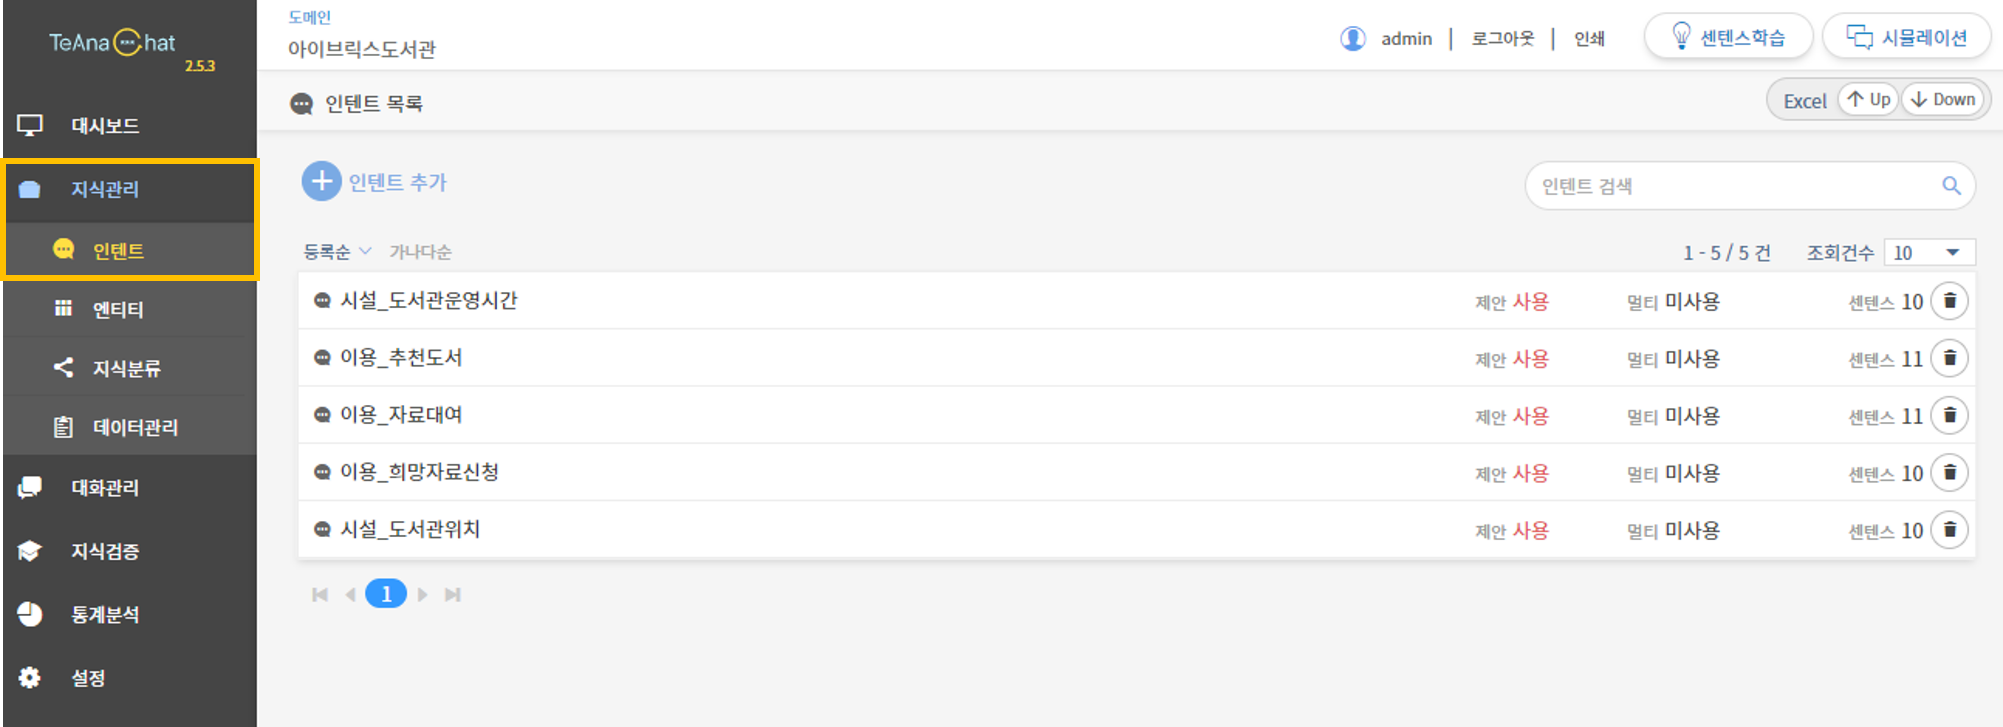 TeAnaChat
2.5.3
대시보드
지식관리
인텐트
엔티티
지식분류
데이터관리
대화관리
지식검증
통계분석
설정
도메인
아이브릭스도서관
admin | 로그아웃 | 인쇄
센텐스학습
시뮬레이션
인텐트 목록
Excel Up Down
인텐트 추가
인텐트 검색
등록순 가나다순
1 - 5 / 5 건 조회건수 10
시설_도서관운영시간 제안 사용 멀티 미사용 센텐스 10
이용_추천도서 제안 사용 멀티 미사용 센텐스 11
이용_자료대여 제안 사용 멀티 미사용 센텐스 11
이용_희망자료신청 제안 사용 멀티 미사용 센텐스 10
시설_도서관위치 제안 사용 멀티 미사용 센텐스 10
1